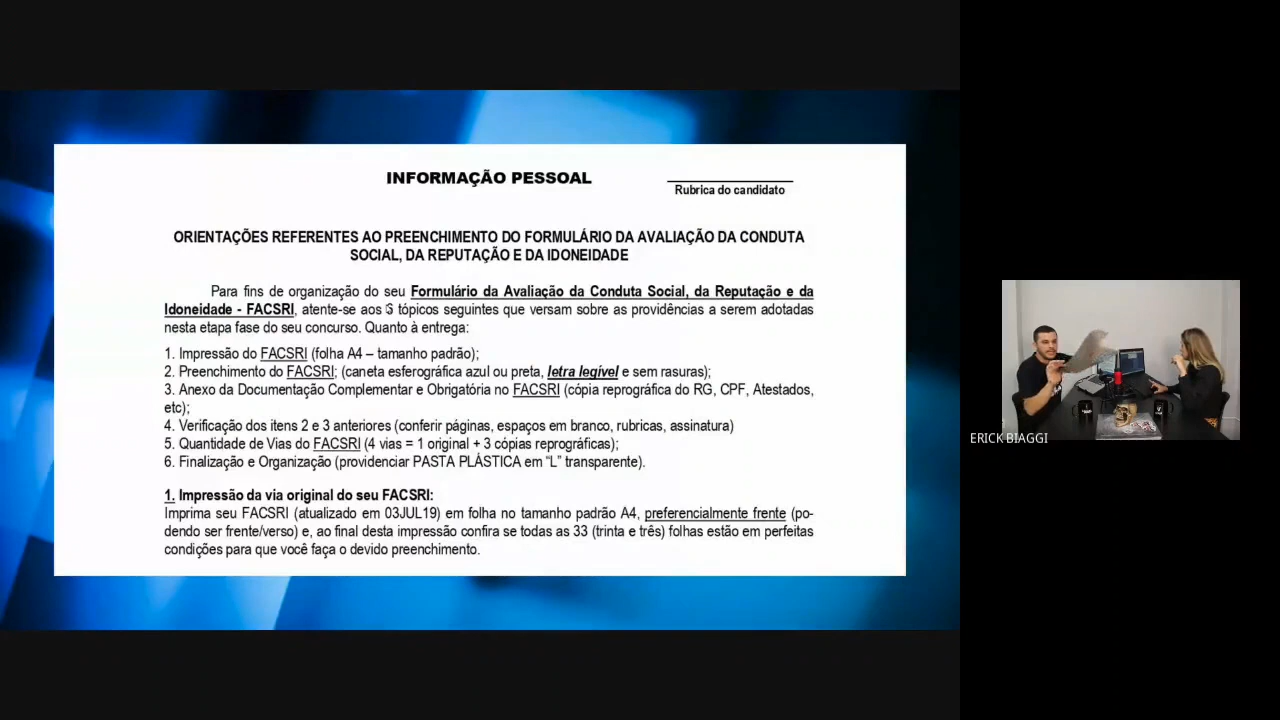 INFORMAÇÃO PESSOAL
Rubrica do candidato
ORIENTAÇÕES REFERENTES AO PREENCHIMENTO DO FORMULÁRIO DA AVALIAÇÃO DA CONDUTA
SOCIAL, DA REPUTAÇÃO E DA IDONEIDADE
Para fins de organização do seu Formulário da Avaliação da Conduta Social, da Reputação e da
Idoneidade - FACSRI, atente-se aos 6 tópicos seguintes que versam sobre as providências a serem adotadas
nesta etapa fase do seu concurso. Quanto à entrega:
1. Impressão do FACSRI (folha A4 – tamanho padrão);
2. Preenchimento do FACSRI; (caneta esferográfica azul ou preta, letra legível e sem rasuras);
3. Anexo da Documentação Complementar e Obrigatória no FACSRI (cópia reprográfica do RG, CPF, Atestados,
etc);
4. Verificação dos itens 2 e 3 anteriores (conferir páginas, espaços em branco, rubricas, assinatura)
5. Quantidade de Vias do FACSRI (4 vias = 1 original + 3 cópias reprográficas);
6. Finalização e Organização (providenciar PASTA PLÁSTICA em “L” transparente).
1. Impressão da via original do seu FACSRI:
Imprima seu FACSRI (atualizado em 03JUL19) em folha no tamanho padrão A4, preferencialmente frente (po-
dendo ser frente/verso) e, ao final desta impressão confira se todas as 33 (trinta e três) folhas estão em perfeitas
condições para que você faça o devido preenchimento.
ERICK BIAGGI